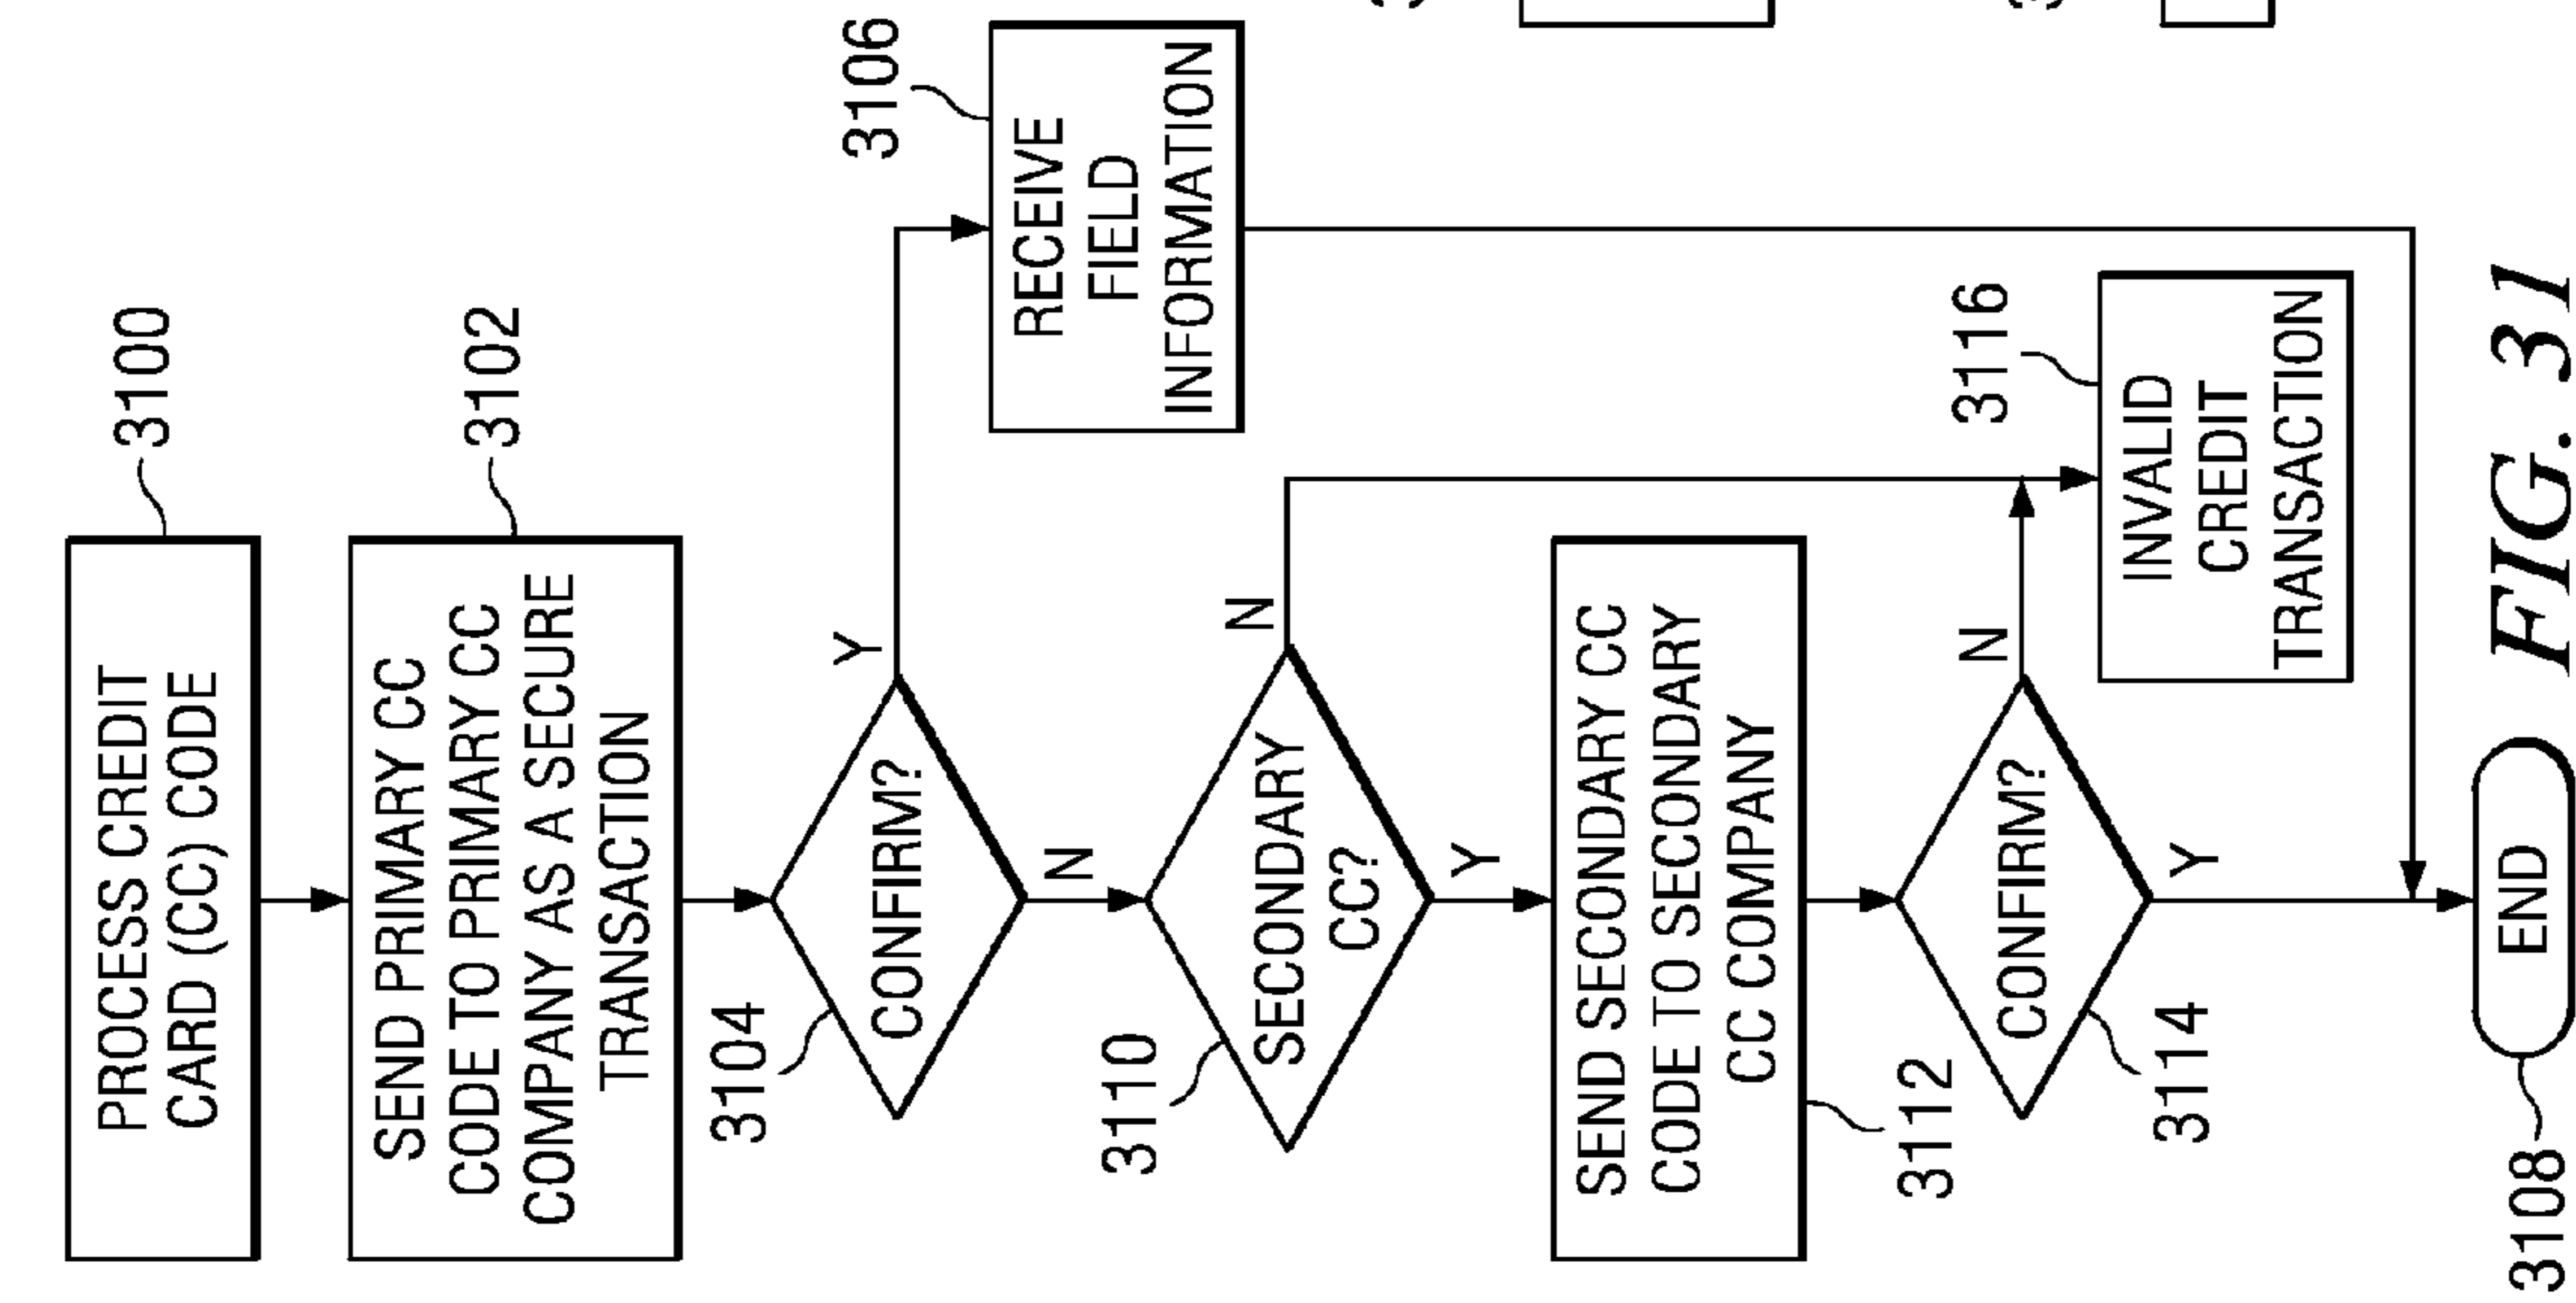 PROCESS CREDIT
CARD (CC) CODE
3100
SEND PRIMARY CC
CODE TO PRIMARY CC
COMPANY AS A SECURE
TRANSACTION
3102
3104
CONFIRM?
Y
N
RECEIVE
FIELD
INFORMATION
3106
3110
SECONDARY
CC?
N
Y
SEND SECONDARY CC
CODE TO SECONDARY
CC COMPANY
3112
CONFIRM?
3114
N
Y
INVALID
CREDIT
TRANSACTION
3116
END
3108
FIG. 31